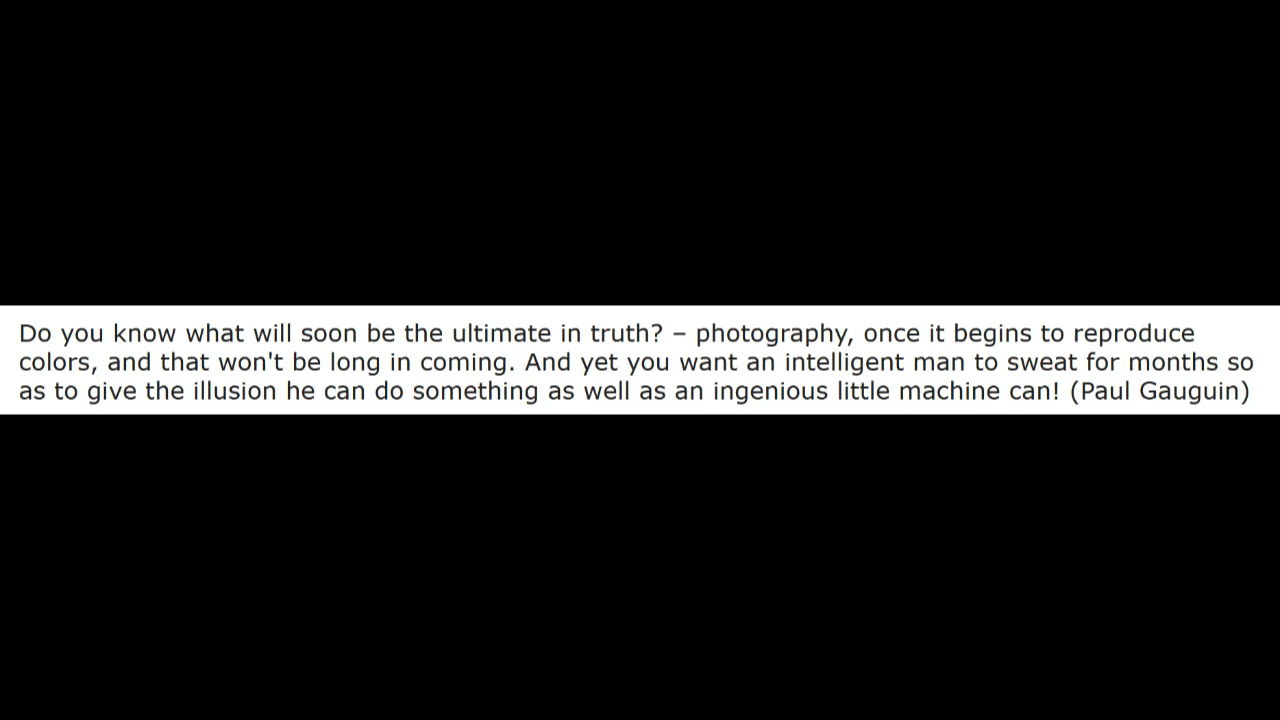 Do you know what will soon be the ultimate in truth? – photography, once it begins to reproduce
colors, and that won't be long in coming. And yet you want an intelligent man to sweat for months so
as to give the illusion he can do something as well as an ingenious little machine can! (Paul Gauguin)